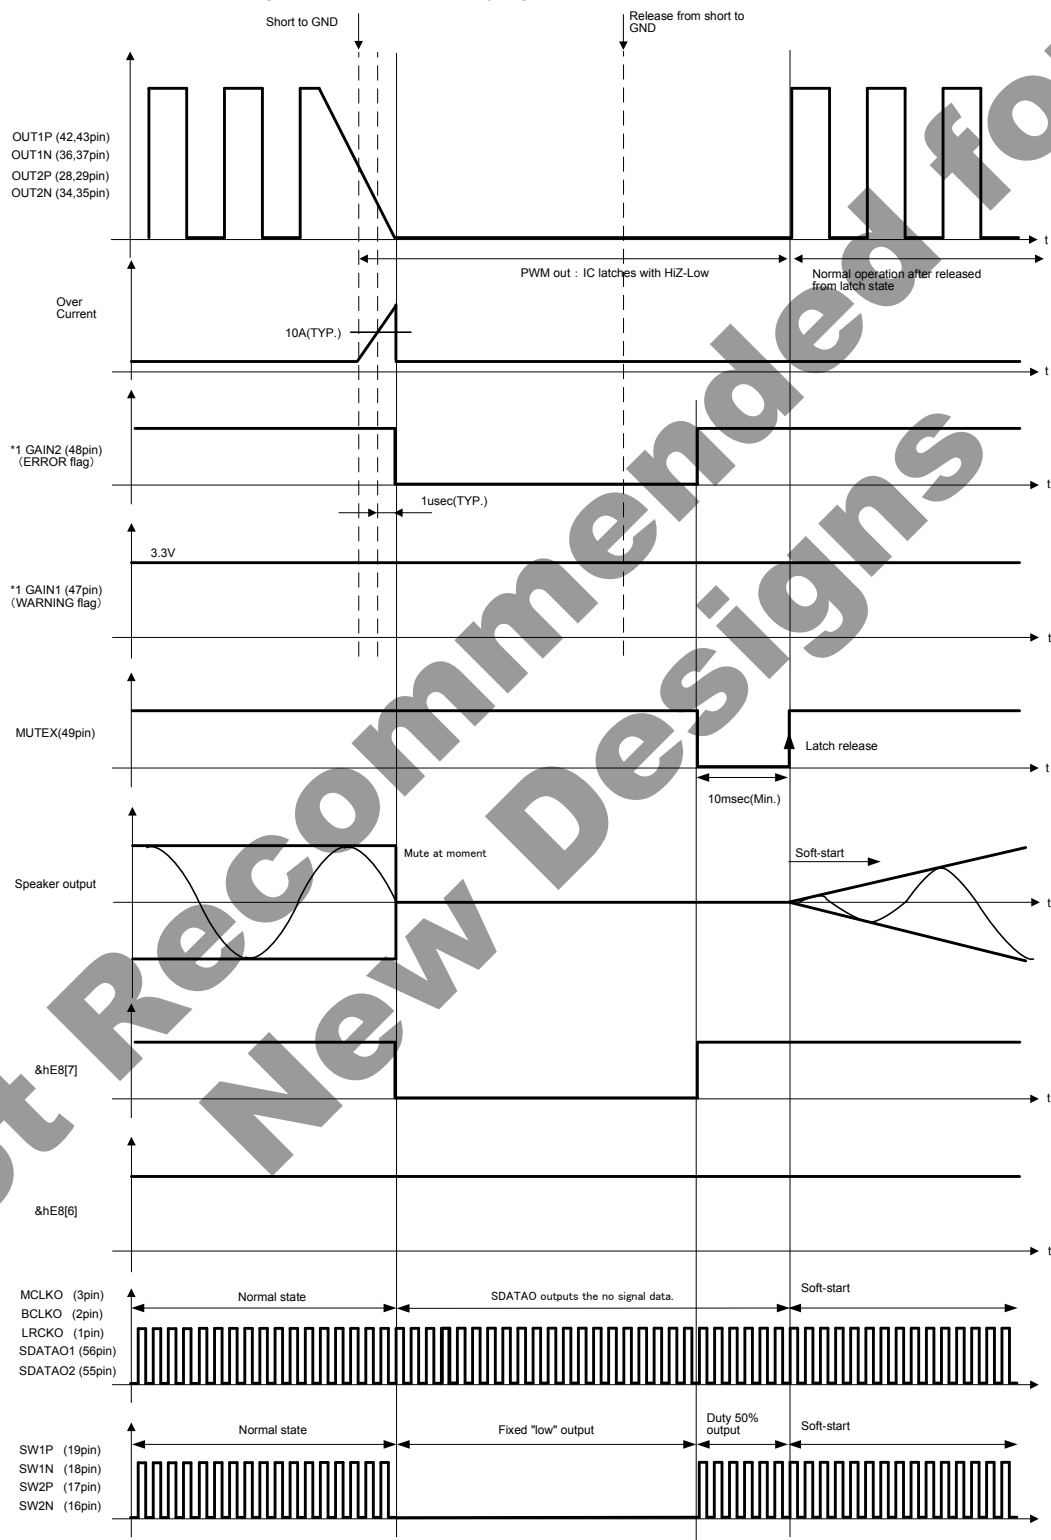 Short to GND
Release from short to
GND
OUT1P (42,43pin)
OUT1N (36,37pin)
OUT2P (28,29pin)
OUT2N (34,35pin)
t
PWM out : IC latches with HiZ-Low
Normal operation after released
from latch state
Over
Current
10A(TYP.)
t
*1 GAIN2 (48pin)
(ERROR flag)
t
1usec(TYP.)
3.3V
*1 GAIN1 (47pin)
(WARNING flag)
t
MUTEX(49pin)
Latch release
t
10msec(Min.)
Mute at moment
Soft-start
Speaker output
t
&hE8[7]
t
&hE8[6]
t
MCLKO (3pin)
BCLKO (2pin)
LRCKO (1pin)
SDATAO1 (56pin)
SDATAO2 (55pin)
Normal state
SDATAO outputs the no signal data.
Soft-start
SW1P (19pin)
SW1N (18pin)
SW2P (17pin)
SW2N (16pin)
Normal state
Fixed "low" output
Duty 50%
output
Soft-start
Recommended for
New Designs